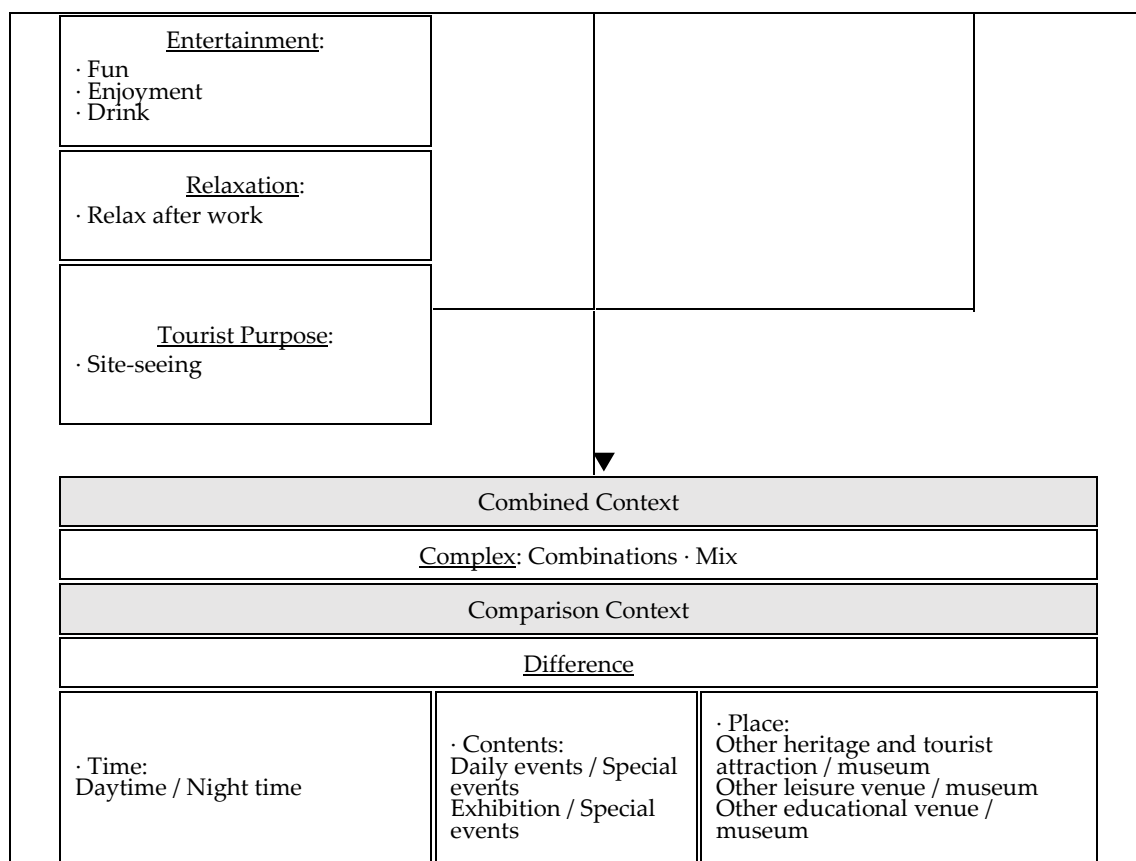 Entertainment:
· Fun
· Enjoyment
· Drink
Relaxation:
· Relax after work
Tourist Purpose:
· Site-seeing
Combined Context
Complex: Combinations · Mix
Comparison Context
Difference
· Time:
Daytime / Night time
· Contents:
Daily events / Special
events
Exhibition / Special
events
· Place:
Other heritage and tourist
attraction / museum
Other leisure venue / museum
Other educational venue /
museum